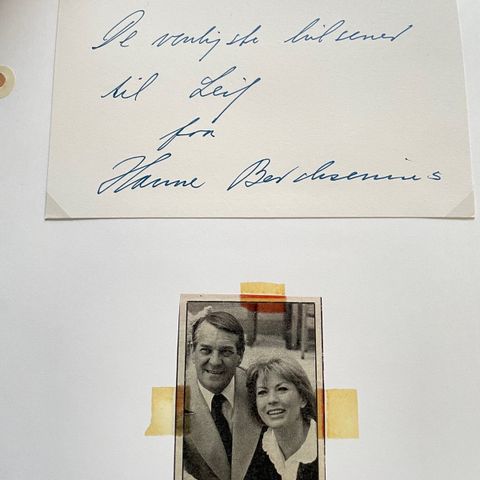 De venligste hilsener
til Leif
fra
Hanne Borchsenius